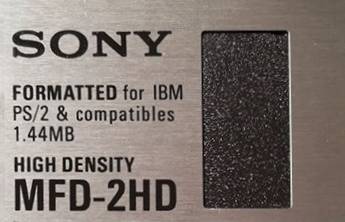 SONY
FORMATTED for IBM
PS/2 & compatibles
1.44MB
HIGH DENSITY
MFD-2HD